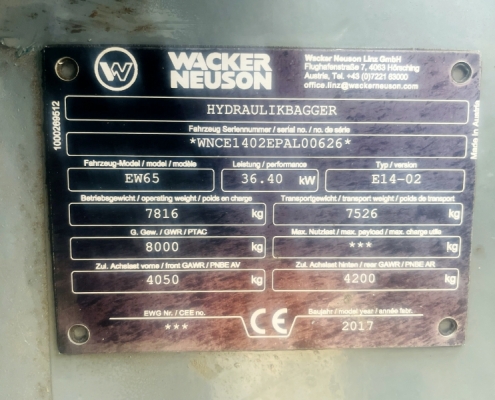 WACKER
NEUSON
Wacker Neuson Linz GmbH
Flughafenstraße 7, 4063 Hörsching
Austria, Tel. +43 (0)7221 63000
office.linz@wackerneuson.com
HYDRAULIKBAGGER
Fahrzeug Seriennummer / serial no. / no. de série
*WNCE1402EPAL00626*
Fahrzeug-Model / model / modèle Leistung / performance Typ / version
EW65 36.40 kW E14-02
Betriebsgewicht / operating weight / poids en charge Transportgewicht / transport weight / poids de transport
7816 kg 7526 kg
G. Gew. / GWR / PTAC Max. Nutzlast / max. payload / max. charge utile
8000 kg *** kg
Zul. Achslast vorne / front GAWR / PNBE AV Zul. Achslast hinten / rear GAWR / PNBE AR
4050 kg 4200 kg
EWG Nr. / CEE no. CE Baujahr / model year / année fabr.
*** 2017
1000269512
Made in Austria